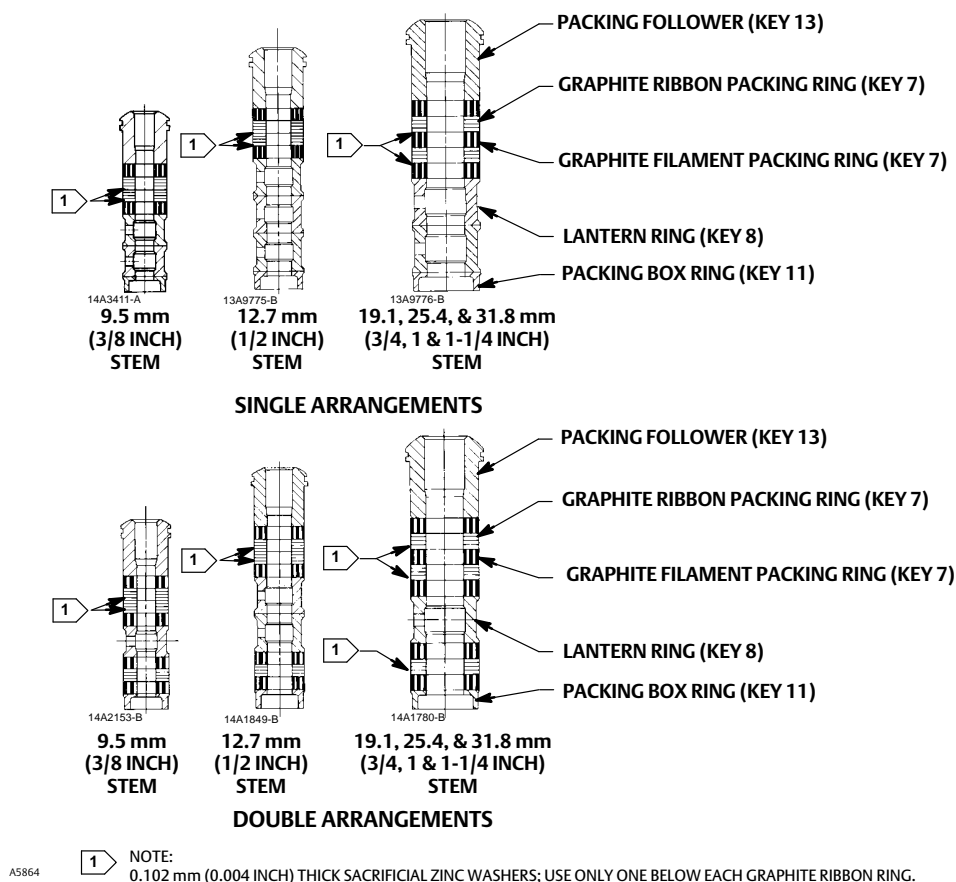 PACKING FOLLOWER (KEY 13)
GRAPHITE RIBBON PACKING RING (KEY 7)
1
1
1
GRAPHITE FILAMENT PACKING RING (KEY 7)
1
LANTERN RING (KEY 8)
PACKING BOX RING (KEY 11)
14A3411-A
13A9775-B
13A9776-B
9.5 mm
(3/8 INCH)
STEM
12.7 mm
(1/2 INCH)
STEM
19.1, 25.4, & 31.8 mm
(3/4, 1 & 1-1/4 INCH)
STEM
SINGLE ARRANGEMENTS
PACKING FOLLOWER (KEY 13)
GRAPHITE RIBBON PACKING RING (KEY 7)
1
1
GRAPHITE FILAMENT PACKING RING (KEY 7)
1
1
LANTERN RING (KEY 8)
PACKING BOX RING (KEY 11)
14A2153-B
14A1849-B
14A1780-B
9.5 mm
(3/8 INCH)
STEM
12.7 mm
(1/2 INCH)
STEM
19.1, 25.4, & 31.8 mm
(3/4, 1 & 1-1/4 INCH)
STEM
DOUBLE ARRANGEMENTS
A5864
1
NOTE:
0.102 mm (0.004 INCH) THICK SACRIFICIAL ZINC WASHERS; USE ONLY ONE BELOW EACH GRAPHITE RIBBON RING.